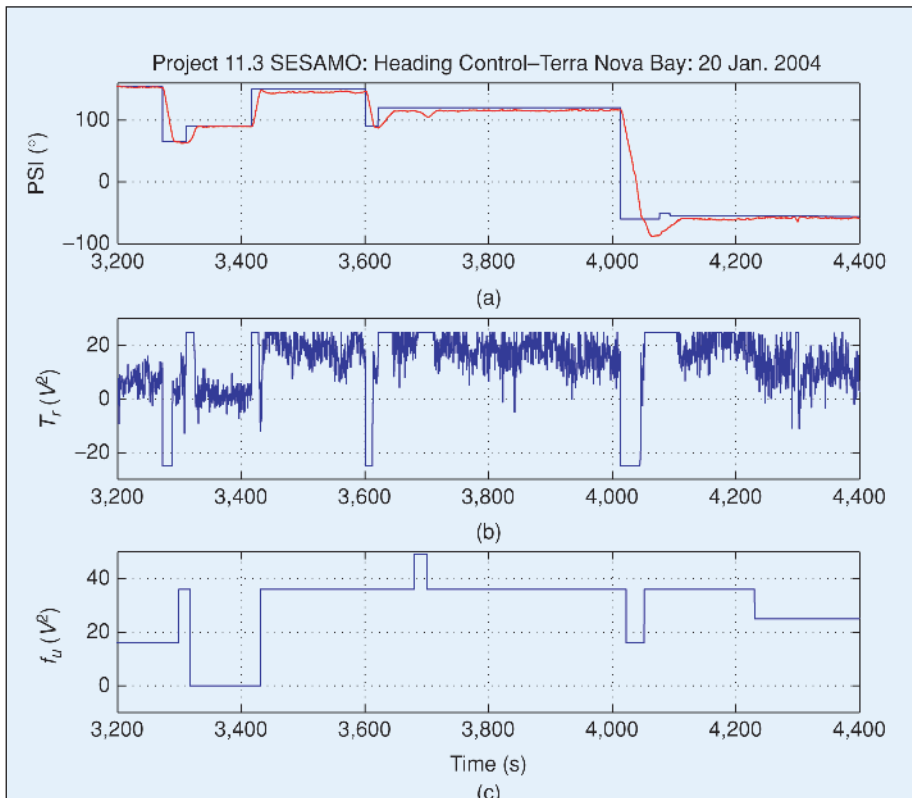 Project 11.3 SESAMO: Heading Control–Terra Nova Bay: 20 Jan. 2004
PSI (°)
100
0
−100
3,200 3,400 3,600 3,800 4,000 4,200 4,400
(a)
T_r (V²)
20
0
−20
3,200 3,400 3,600 3,800 4,000 4,200 4,400
(b)
f_u (V²)
40
20
0
3,200 3,400 3,600 3,800 4,000 4,200 4,400
Time (s)
(c)